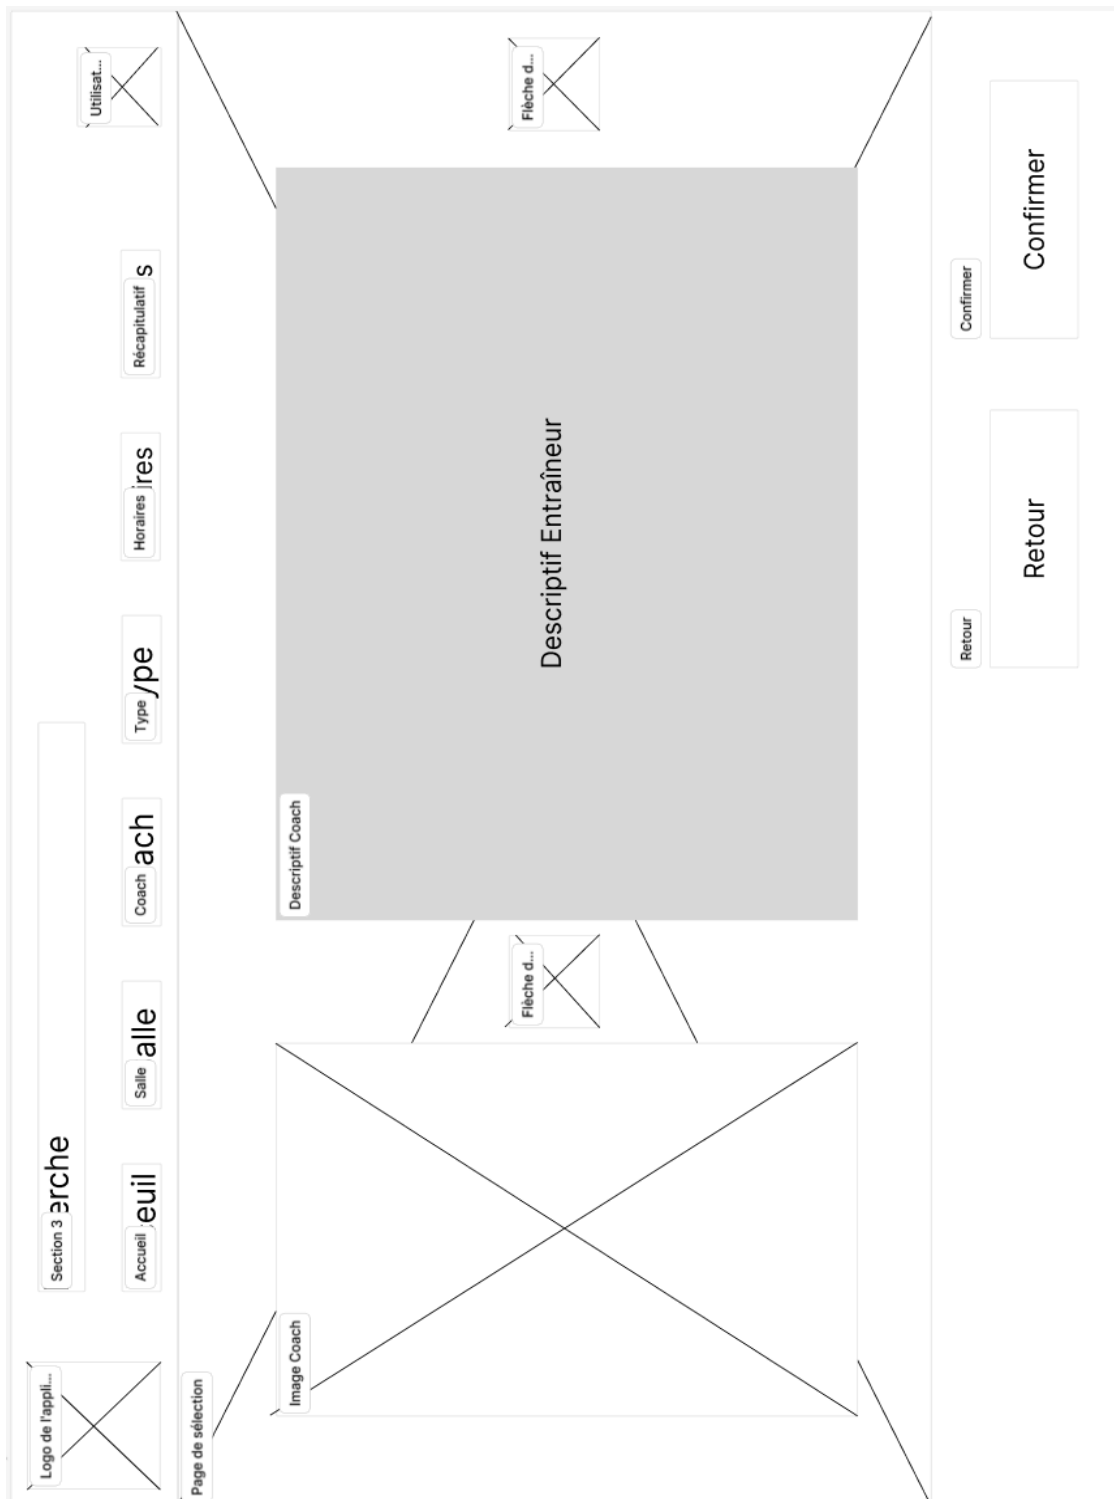 Logo de l'appli...
Section 3
erche
Utilisat...
Accueil
euil
Salle
alle
Coach
ach
Type
ype
Horaires
ires
Récapitulatif
s
Page de sélection
Image Coach
Flèche d...
Descriptif Coach
Descriptif Entraîneur
Flèche d...
Retour
Retour
Confirmer
Confirmer